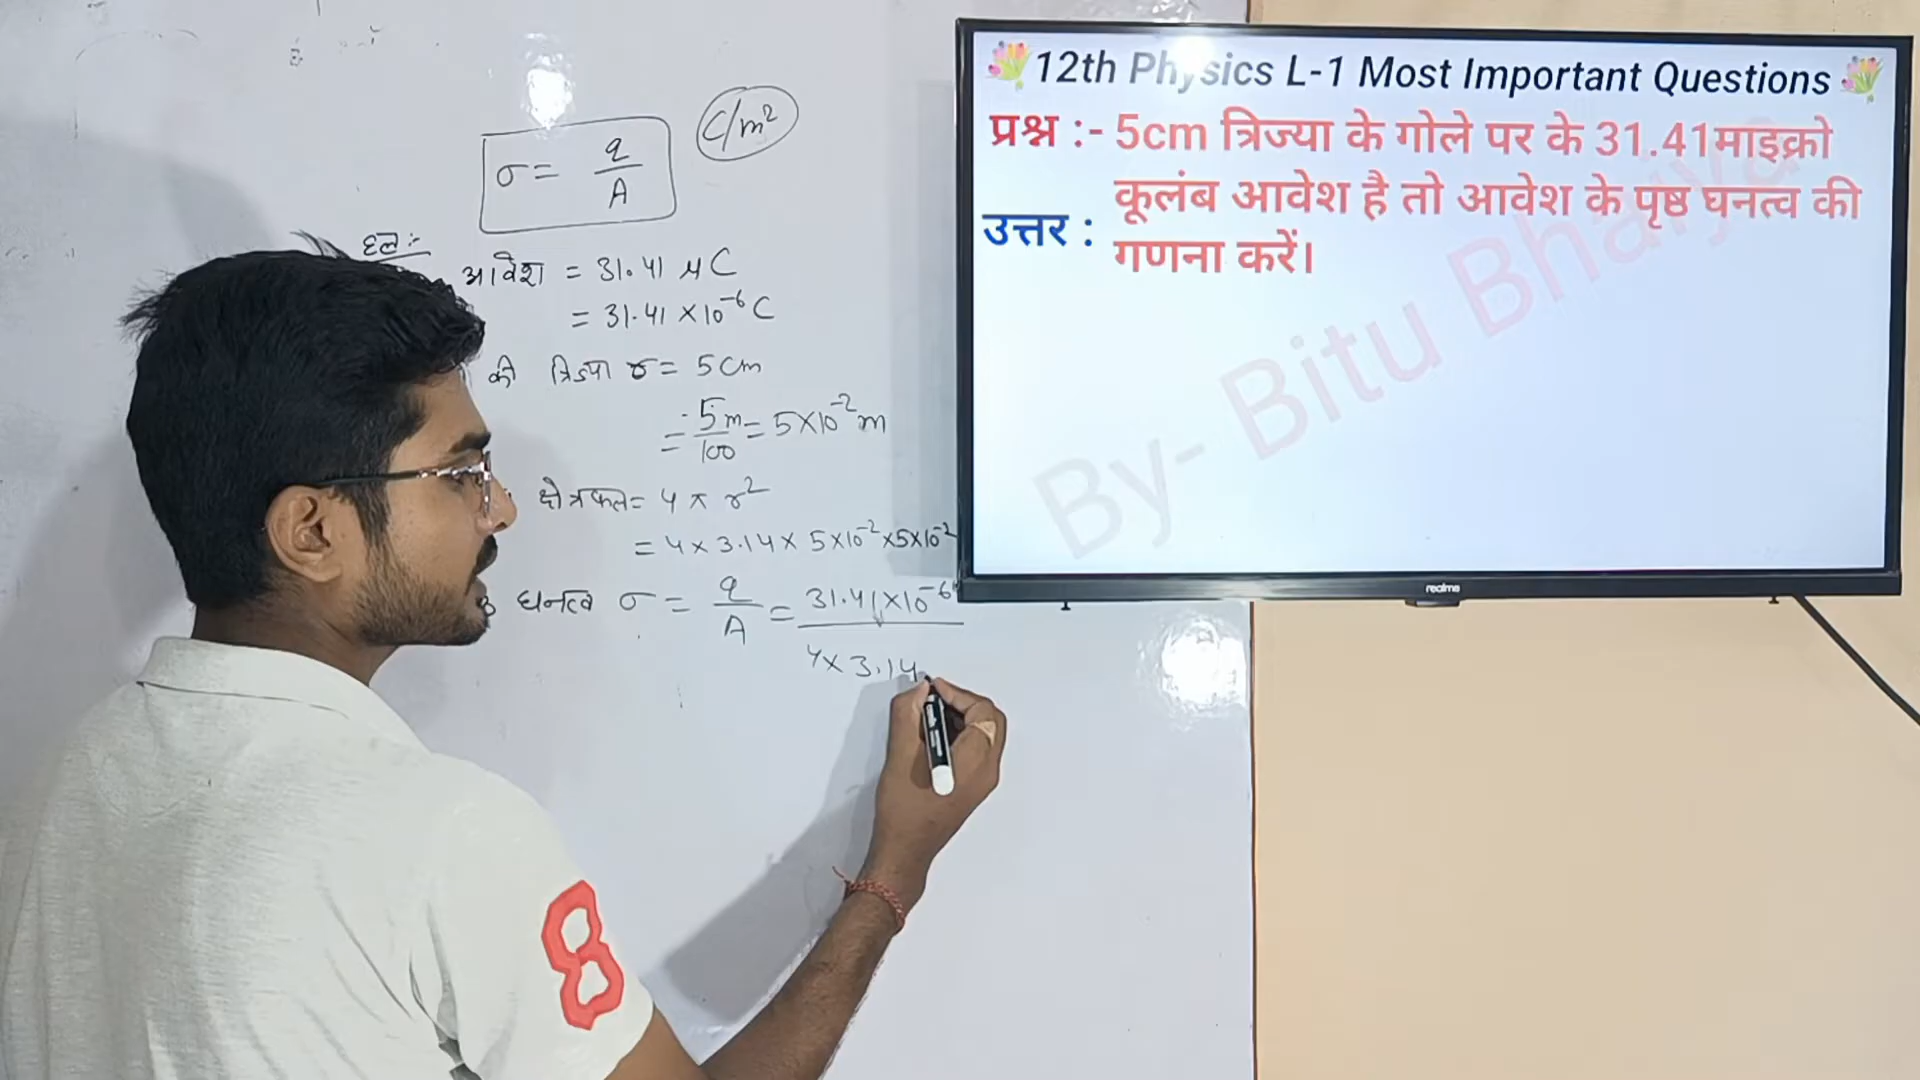 σ = q/A
C/m²
हल :-
आवेश = 31.41 μC
= 31.41 × 10⁻⁶ C
की त्रिज्या r = 5 cm
= 5m/100 = 5×10⁻² m
क्षेत्रफल = 4 π r²
= 4 × 3.14 × 5×10⁻² × 5×10⁻²
घनत्व σ = q/A = 31.41×10⁻⁶ / 4× 3.14
8
12th Physics L-1 Most Important Questions
प्रश्न :- 5cm त्रिज्या के गोले पर के 31.41माइक्रो
कूलंब आवेश है तो आवेश के पृष्ठ घनत्व की
गणना करें।
उत्तर :
By- Bitu Bhaiya
realme